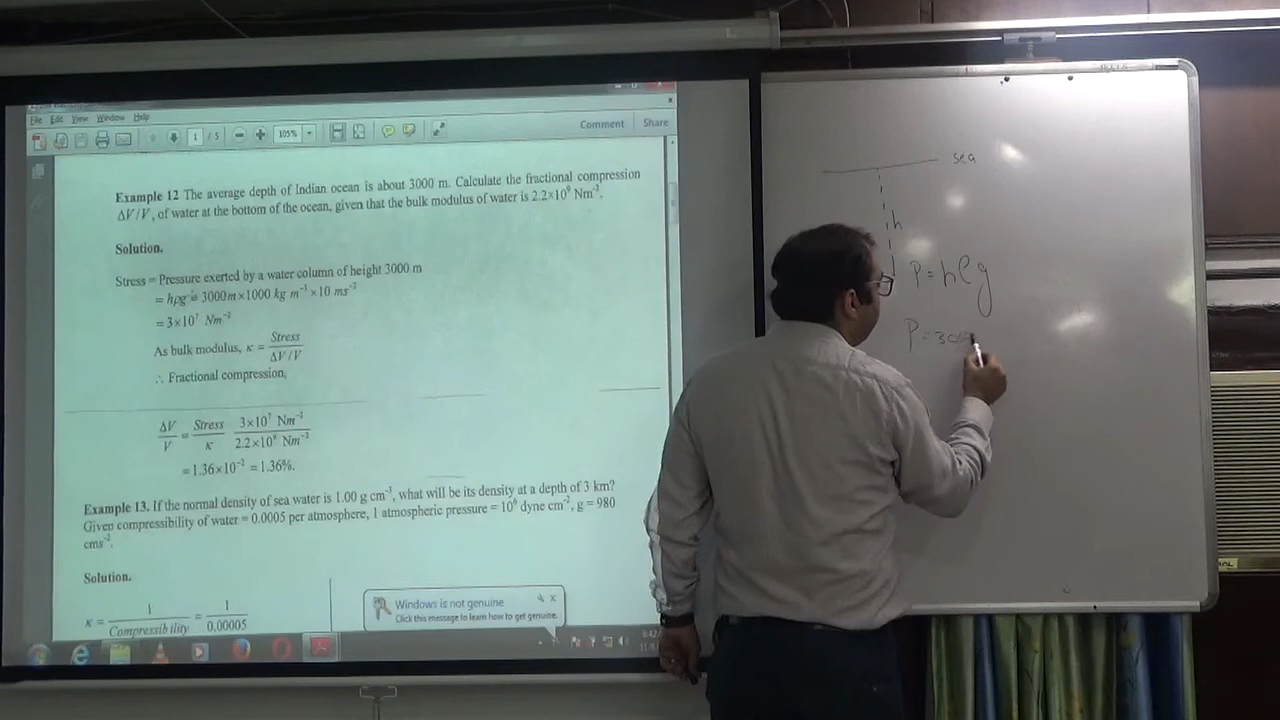 File Edit View Window Help
1 / 5 105% Comment Share
Example 12 The average depth of Indian ocean is about 3000 m. Calculate the fractional compression
ΔV/V, of water at the bottom of the ocean, given that the bulk modulus of water is 2.2×10⁹ Nm⁻².
Solution.
Stress = Pressure exerted by a water column of height 3000 m
= hρg = 3000m×1000 kg m⁻¹ ×10 ms⁻²
= 3×10⁷ Nm⁻²
As bulk modulus, κ = Stress / ΔV/V
∴ Fractional compression,
ΔV/V = Stress/κ 3×10⁷ Nm⁻² / 2.2×10⁹ Nm⁻²
= 1.36×10⁻² = 1.36%.
Example 13. If the normal density of sea water is 1.00 g cm⁻³, what will be its density at a depth of 3 km?
Given compressibility of water = 0.0005 per atmosphere, 1 atmospheric pressure = 10⁶ dyne cm⁻², g = 980
cms⁻².
Solution.
κ = 1 / Compressibility = 1 / 0.00005
Windows is not genuine
Click this message to learn how to get genuine.
sea
h
P = hρg
P = 300